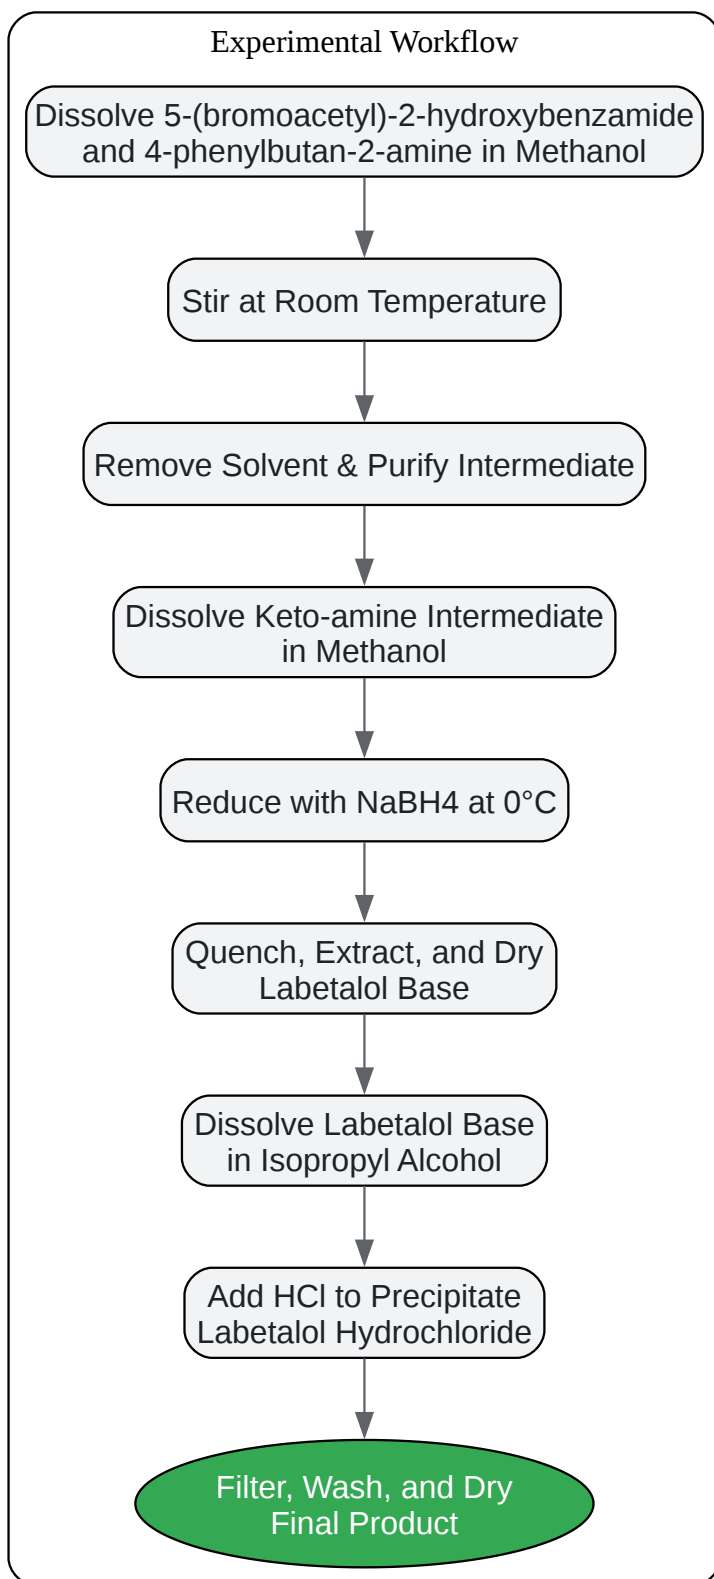 Experimental Workflow
Dissolve 5-(bromoacetyl)-2-hydroxybenzamide
and 4-phenylbutan-2-amine in Methanol
Stir at Room Temperature
Remove Solvent & Purify Intermediate
Dissolve Keto-amine Intermediate
in Methanol
Reduce with NaBH4 at 0°C
Quench, Extract, and Dry
Labetalol Base
Dissolve Labetalol Base
in Isopropyl Alcohol
Add HCl to Precipitate
Labetalol Hydrochloride
Filter, Wash, and Dry
Final Product